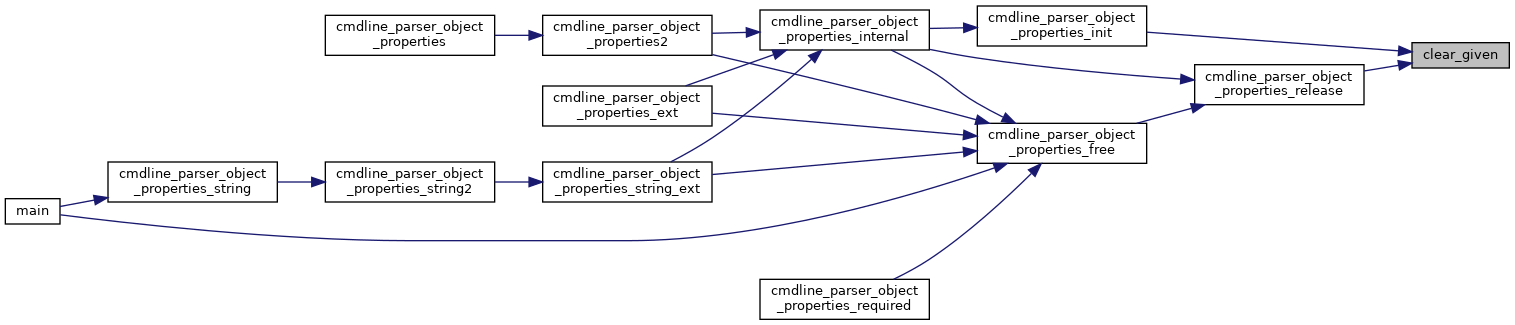 cmdline_parser_object
_properties
cmdline_parser_object
_properties2
cmdline_parser_object
_properties_internal
cmdline_parser_object
_properties_init
clear_given
cmdline_parser_object
_properties_release
cmdline_parser_object
_properties_ext
cmdline_parser_object
_properties_free
cmdline_parser_object
_properties_string
cmdline_parser_object
_properties_string2
cmdline_parser_object
_properties_string_ext
main
cmdline_parser_object
_properties_required